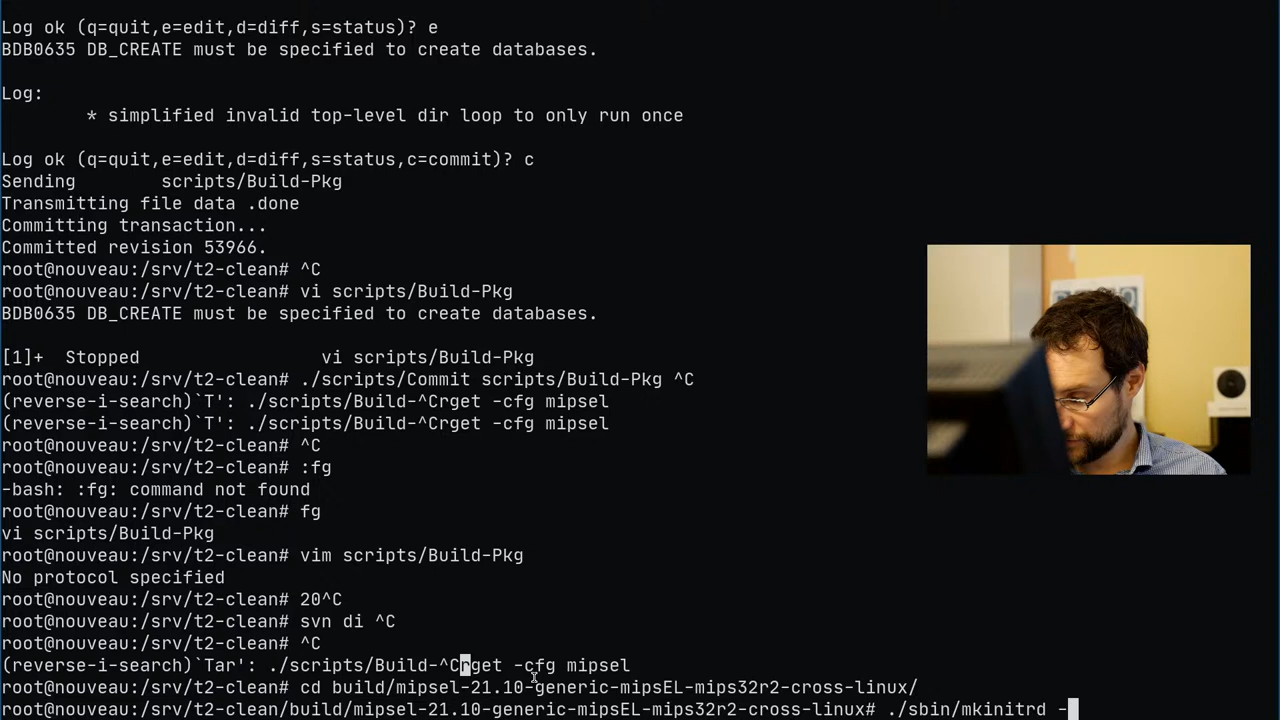 Log ok (q=quit,e=edit,d=diff,s=status)? e
BDB0635 DB_CREATE must be specified to create databases.
Log:
* simplified invalid top-level dir loop to only run once
Log ok (q=quit,e=edit,d=diff,s=status,c=commit)? c
Sending        scripts/Build-Pkg
Transmitting file data .done
Committing transaction...
Committed revision 53966.
root@nouveau:/srv/t2-clean# ^C
root@nouveau:/srv/t2-clean# vi scripts/Build-Pkg
BDB0635 DB_CREATE must be specified to create databases.
[1]+  Stopped                 vi scripts/Build-Pkg
root@nouveau:/srv/t2-clean# ./scripts/Commit scripts/Build-Pkg ^C
(reverse-i-search)`T': ./scripts/Build-^Crget -cfg mipsel
(reverse-i-search)`T': ./scripts/Build-^Crget -cfg mipsel
root@nouveau:/srv/t2-clean# ^C
root@nouveau:/srv/t2-clean# :fg
-bash: :fg: command not found
root@nouveau:/srv/t2-clean# fg
vi scripts/Build-Pkg
root@nouveau:/srv/t2-clean# vim scripts/Build-Pkg
No protocol specified
root@nouveau:/srv/t2-clean# 20^C
root@nouveau:/srv/t2-clean# svn di ^C
root@nouveau:/srv/t2-clean# ^C
(reverse-i-search)`Tar': ./scripts/Build-^Crget -cfg mipsel
root@nouveau:/srv/t2-clean# cd build/mipsel-21.10-generic-mipsEL-mips32r2-cross-linux/
root@nouveau:/srv/t2-clean/build/mipsel-21.10-generic-mipsEL-mips32r2-cross-linux# ./sbin/mkinitrd -